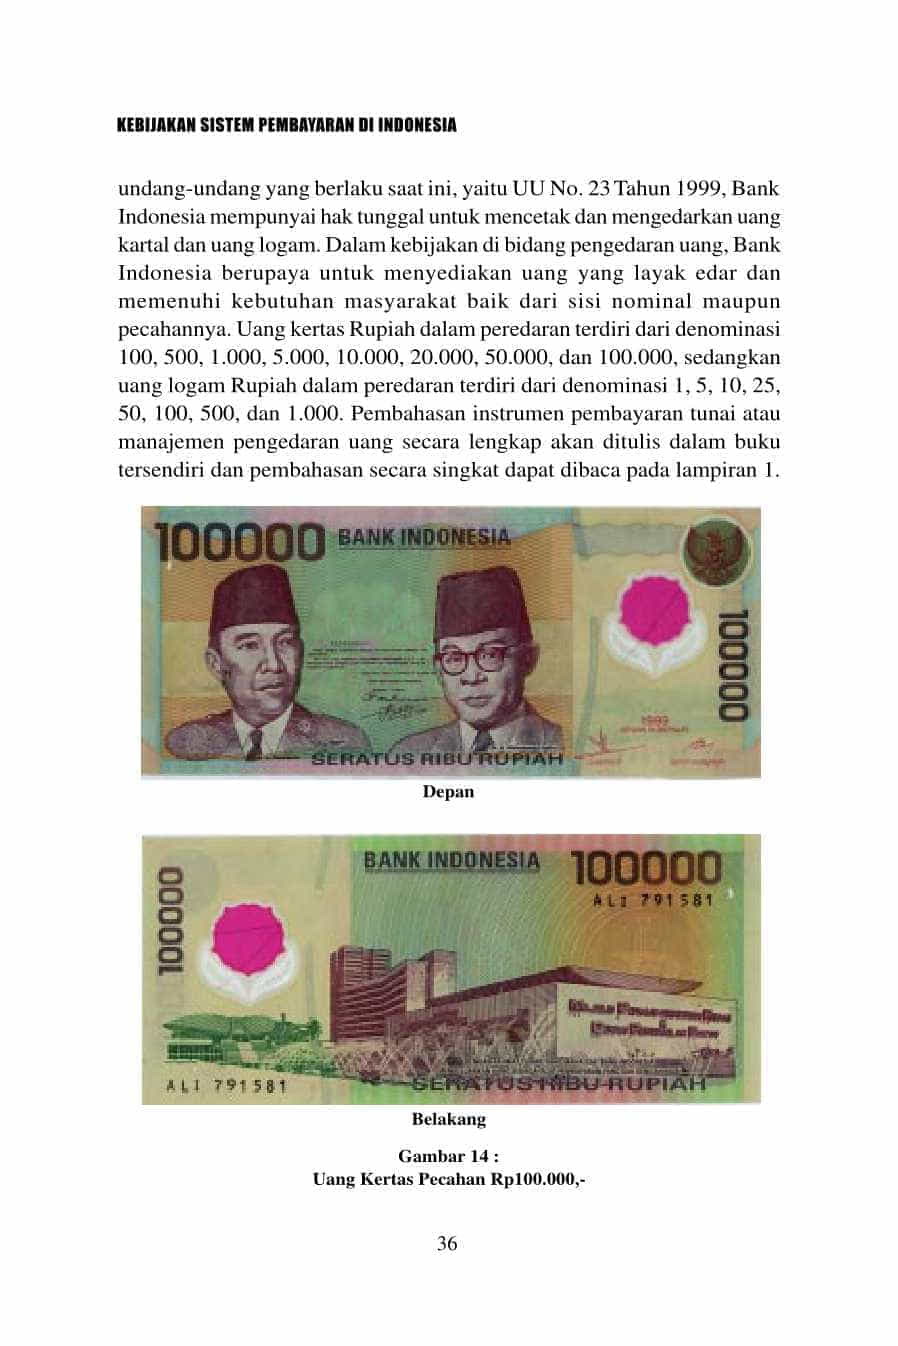 KEBIJAKAN SISTEM PEMBAYARAN DI INDONESIA
undang-undang yang berlaku saat ini, yaitu UU No. 23 Tahun 1999, Bank
Indonesia mempunyai hak tunggal untuk mencetak dan mengedarkan uang
kartal dan uang logam. Dalam kebijakan di bidang pengedaran uang, Bank
Indonesia berupaya untuk menyediakan uang yang layak edar dan
memenuhi kebutuhan masyarakat baik dari sisi nominal maupun
pecahannya. Uang kertas Rupiah dalam peredaran terdiri dari denominasi
100, 500, 1.000, 5.000, 10.000, 20.000, 50.000, dan 100.000, sedangkan
uang logam Rupiah dalam peredaran terdiri dari denominasi 1, 5, 10, 25,
50, 100, 500, dan 1.000. Pembahasan instrumen pembayaran tunai atau
manajemen pengedaran uang secara lengkap akan ditulis dalam buku
tersendiri dan pembahasan secara singkat dapat dibaca pada lampiran 1.
100000 BANK INDONESIA
100000
1999
SERATUS RIBU RUPIAH
Depan
BANK INDONESIA 100000
ALI 791581
100000
ALI 791581
SERATUS RIBU RUPIAH
Belakang
Gambar 14 :
Uang Kertas Pecahan Rp100.000,-
36